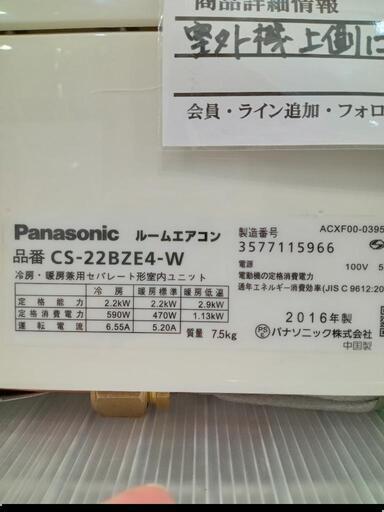 商品詳細情報
室外機上側に
会員・ライン追加・フォロ
Panasonic ルームエアコン
品番 CS-22BZE4-W
冷房・暖房兼用セパレート形室内ユニット
冷房 暖房標準 暖房低温
定格能力 2.2kW 2.2kW 2.9kW
定格消費電力 590W 470W 1.13kW
運転電流 6.55A 5.20A
質量 7.5kg
ACXF00-0395
製造番号
3577115966
電源 100V 5
電動機の定格消費電力
通年エネルギー消費効率(JIS C 9612:20
2016年製
PSE パナソニック株式会社
中国製